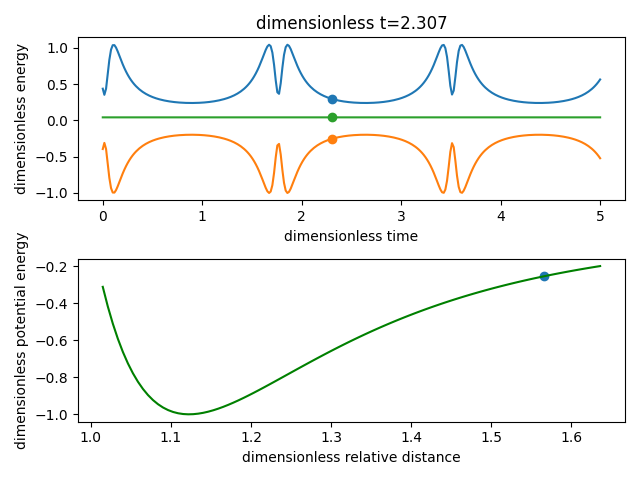 dimensionless t=2.307
dimensionless energy
1.0
0.5
0.0
−0.5
−1.0
0 1 2 3 4 5
dimensionless time
dimensionless potential energy
−0.2
−0.4
−0.6
−0.8
−1.0
1.0 1.1 1.2 1.3 1.4 1.5 1.6
dimensionless relative distance